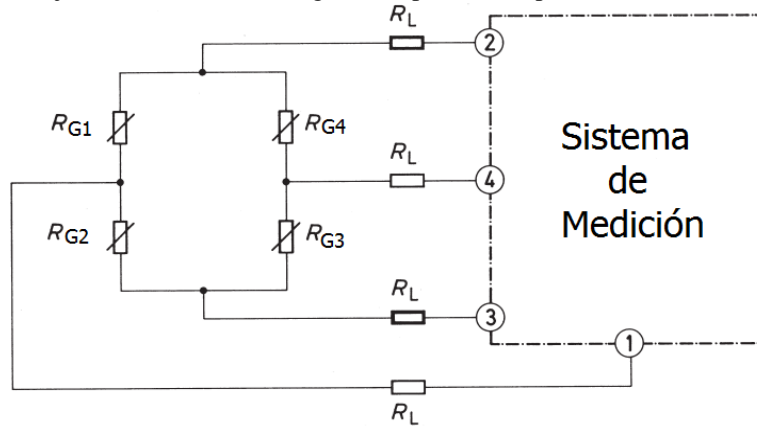 R_L
2
R_G1
R_G4
Sistema
de
Medición
R_L
4
R_G2
R_G3
R_L
3
1
R_L